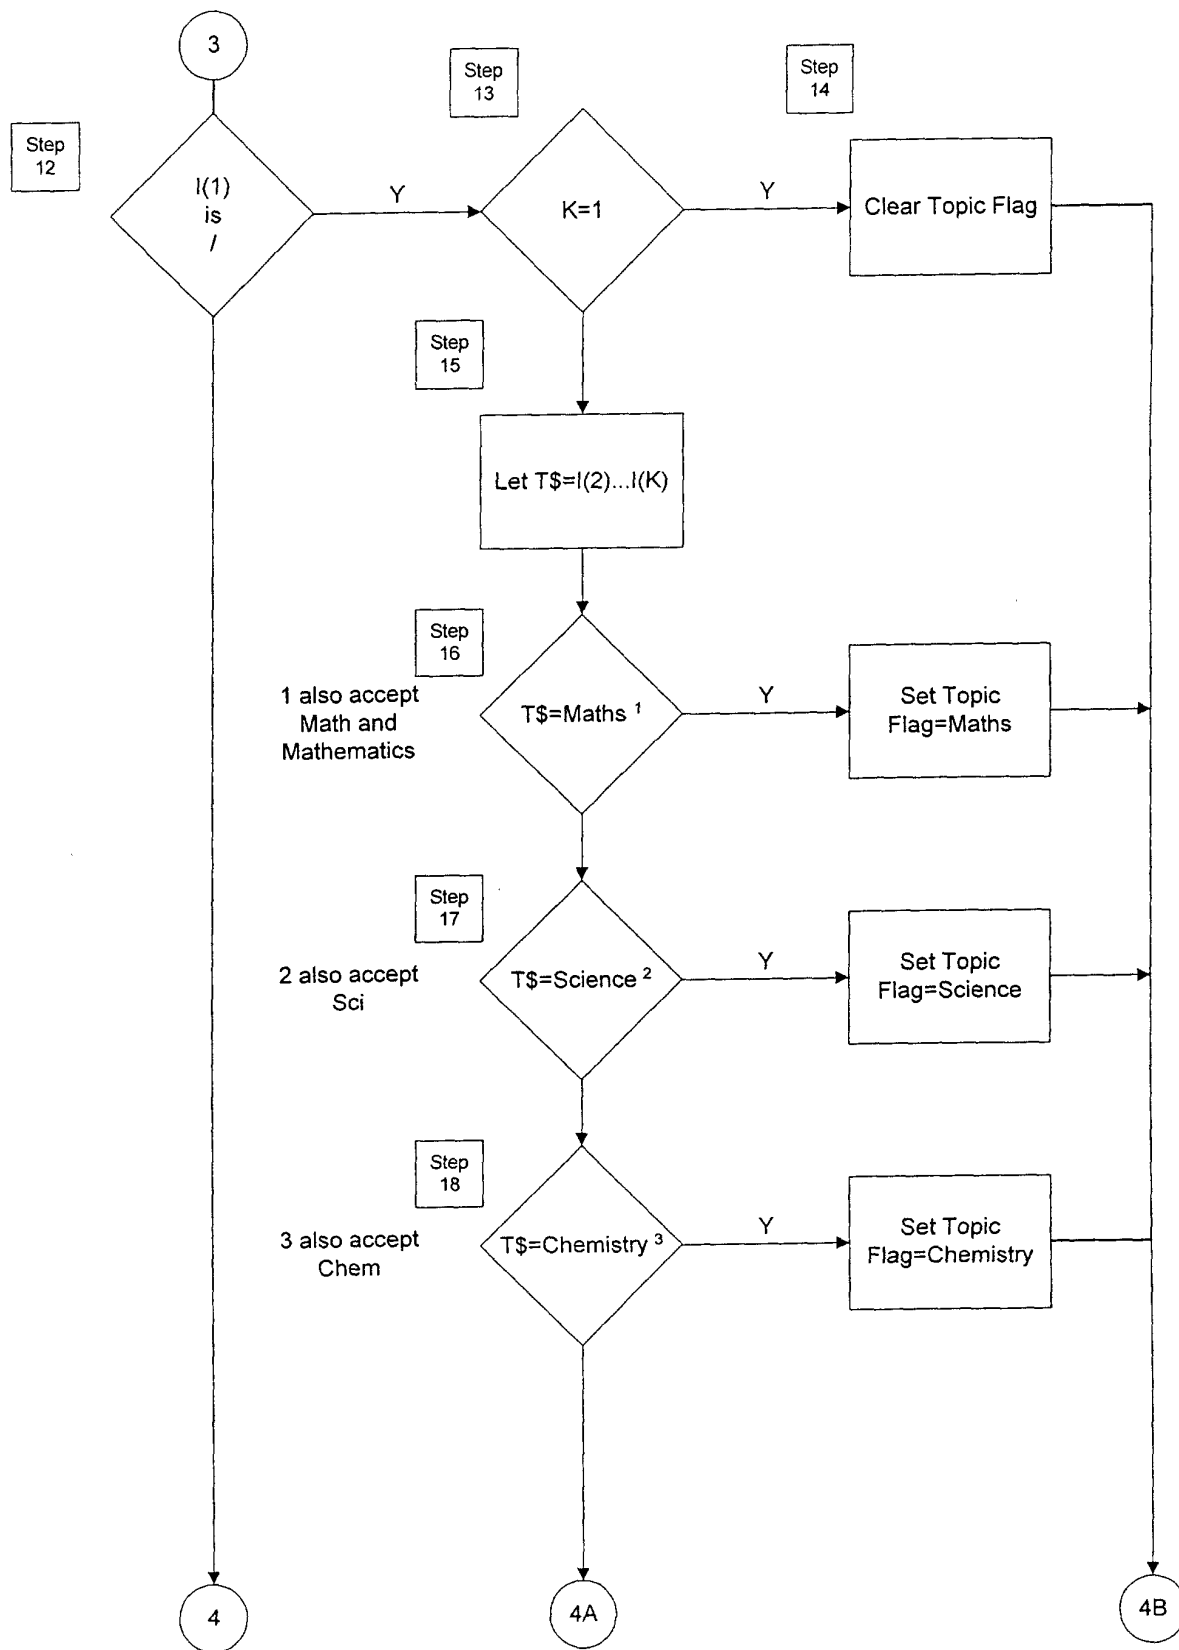 3
Step
12
I(1)
is
/
Y
Step
13
K=1
Y
Step
14
Clear Topic Flag
Step
15
Let T$=I(2)...I(K)
Step
16
1 also accept
Math and
Mathematics
T$=Maths ¹
Y
Set Topic
Flag=Maths
Step
17
2 also accept
Sci
T$=Science ²
Y
Set Topic
Flag=Science
Step
18
3 also accept
Chem
T$=Chemistry ³
Y
Set Topic
Flag=Chemistry
4
4A
4B